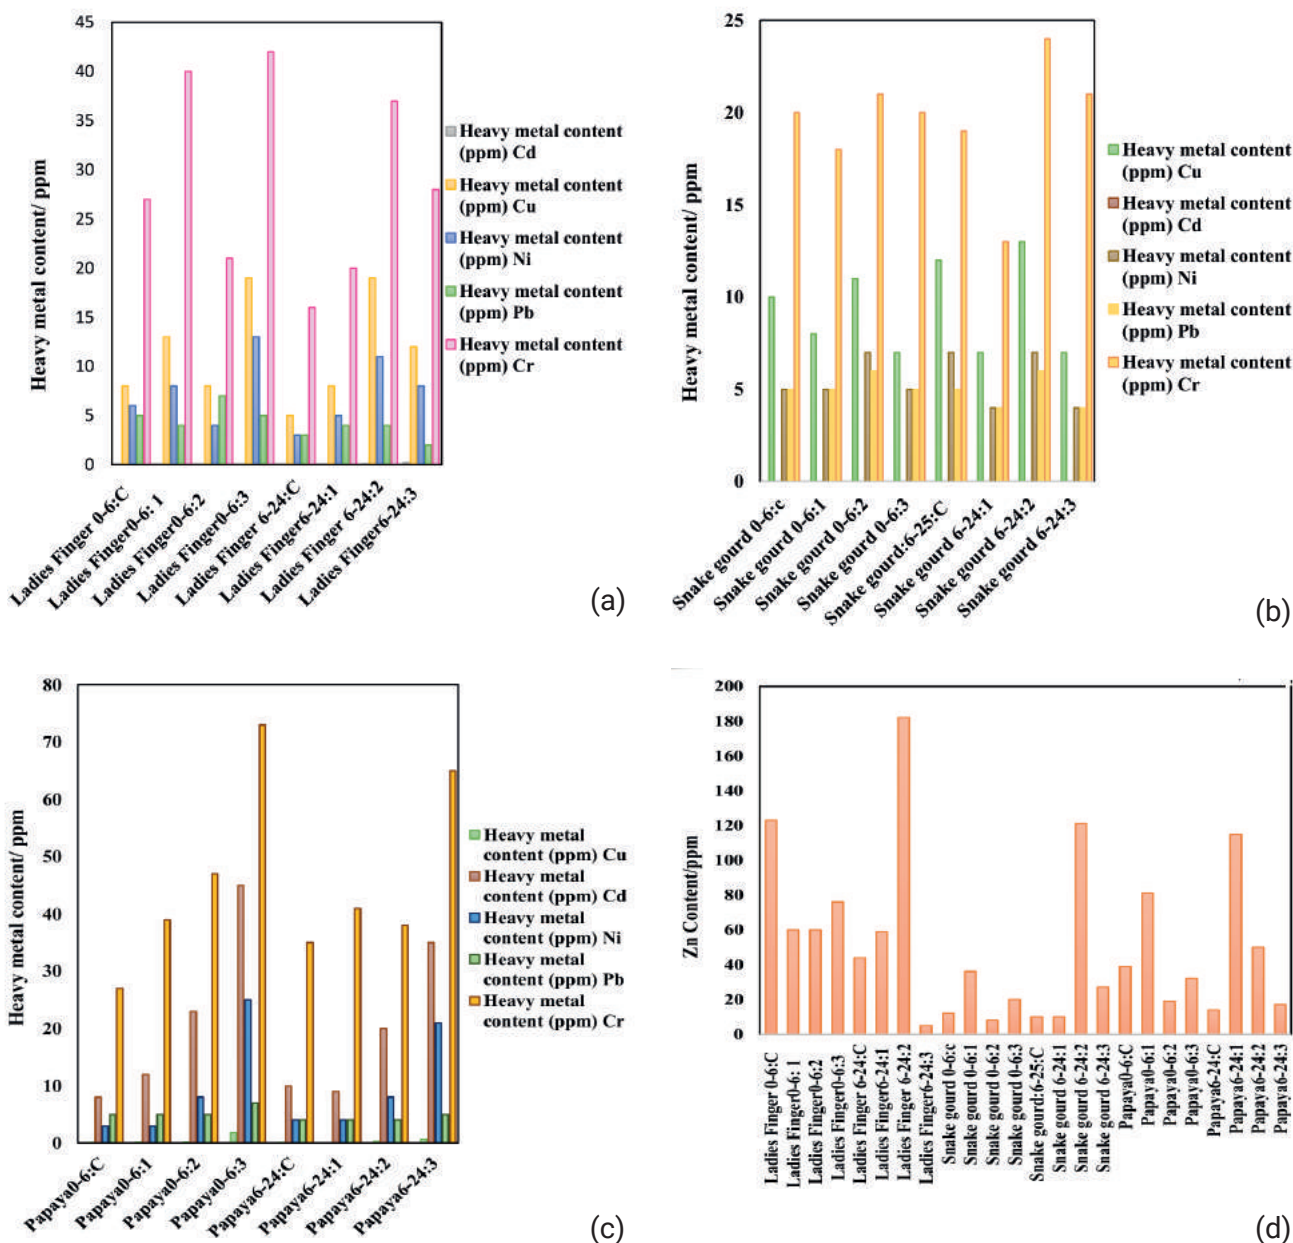 45
40
35
30
25
20
15
10
5
0
Heavy metal content/ ppm
Ladies Finger 0-6:C
Ladies Finger0-6: 1
Ladies Finger0-6:2
Ladies Finger0-6:3
Ladies Finger 6-24:C
Ladies Finger6-24:1
Ladies Finger 6-24:2
Ladies Finger6-24:3
Heavy metal content
(ppm) Cd
Heavy metal content
(ppm) Cu
Heavy metal content
(ppm) Ni
Heavy metal content
(ppm) Pb
Heavy metal content
(ppm) Cr
(a)
25
20
15
10
5
0
Heavy metal content/ ppm
Snake gourd 0-6:c
Snake gourd 0-6:1
Snake gourd 0-6:2
Snake gourd 0-6:3
Snake gourd:6-25:C
Snake gourd 6-24:1
Snake gourd 6-24:2
Snake gourd 6-24:3
Heavy metal content
(ppm) Cu
Heavy metal content
(ppm) Cd
Heavy metal content
(ppm) Ni
Heavy metal content
(ppm) Pb
Heavy metal content
(ppm) Cr
(b)
80
70
60
50
40
30
20
10
0
Heavy metal content/ ppm
Papaya0-6:C
Papaya0-6:1
Papaya0-6:2
Papaya0-6:3
Papaya6-24:C
Papaya6-24:1
Papaya6-24:2
Papaya6-24:3
Heavy metal
content (ppm) Cu
Heavy metal
content (ppm) Cd
Heavy metal
content (ppm) Ni
Heavy metal
content (ppm) Pb
Heavy metal
content (ppm) Cr
(c)
200
180
160
140
120
100
80
60
40
20
0
Zn Content/ppm
Ladies Finger 0-6:C
Ladies Finger0-6: 1
Ladies Finger0-6:2
Ladies Finger0-6:3
Ladies Finger 6-24:C
Ladies Finger6-24:1
Ladies Finger 6-24:2
Ladies Finger6-24:3
Snake gourd 0-6:c
Snake gourd 0-6:1
Snake gourd 0-6:2
Snake gourd 0-6:3
Snake gourd:6-25:C
Snake gourd 6-24:1
Snake gourd 6-24:2
Snake gourd 6-24:3
Papaya0-6:C
Papaya0-6:1
Papaya0-6:2
Papaya0-6:3
Papaya6-24:C
Papaya6-24:1
Papaya6-24:2
Papaya6-24:3
(d)